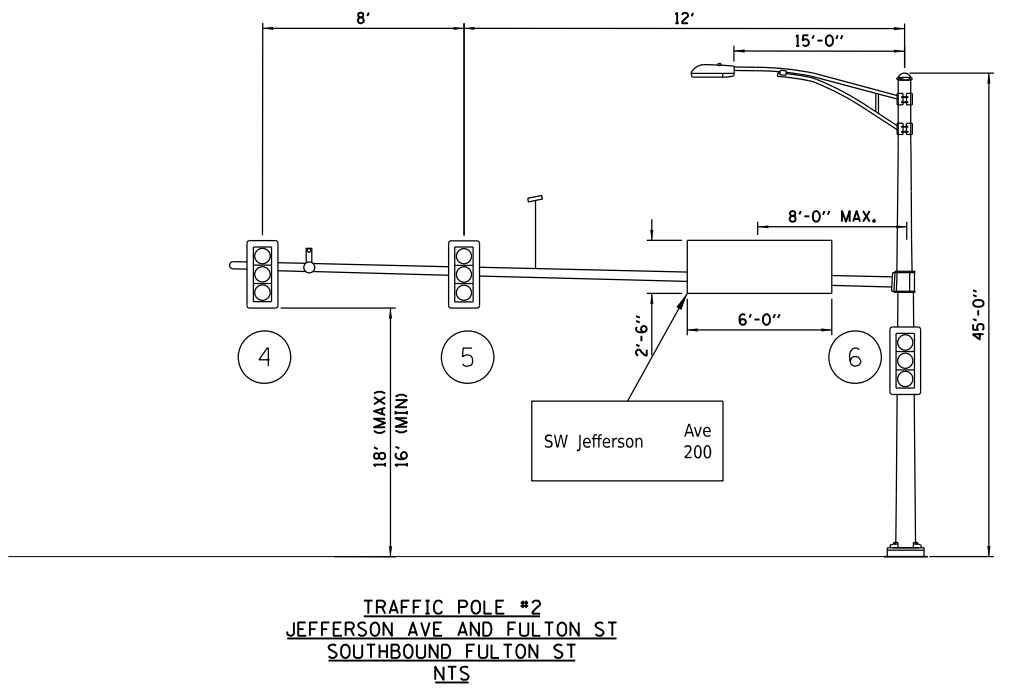 8'
12'
15'-0''
8'-0'' MAX.
6'-0''
2'-6''
45'-0''
4
5
6
18' (MAX)
16' (MIN)
SW Jefferson Ave
200
TRAFFIC POLE #2
JEFFERSON AVE AND FULTON ST
SOUTHBOUND FULTON ST
NTS